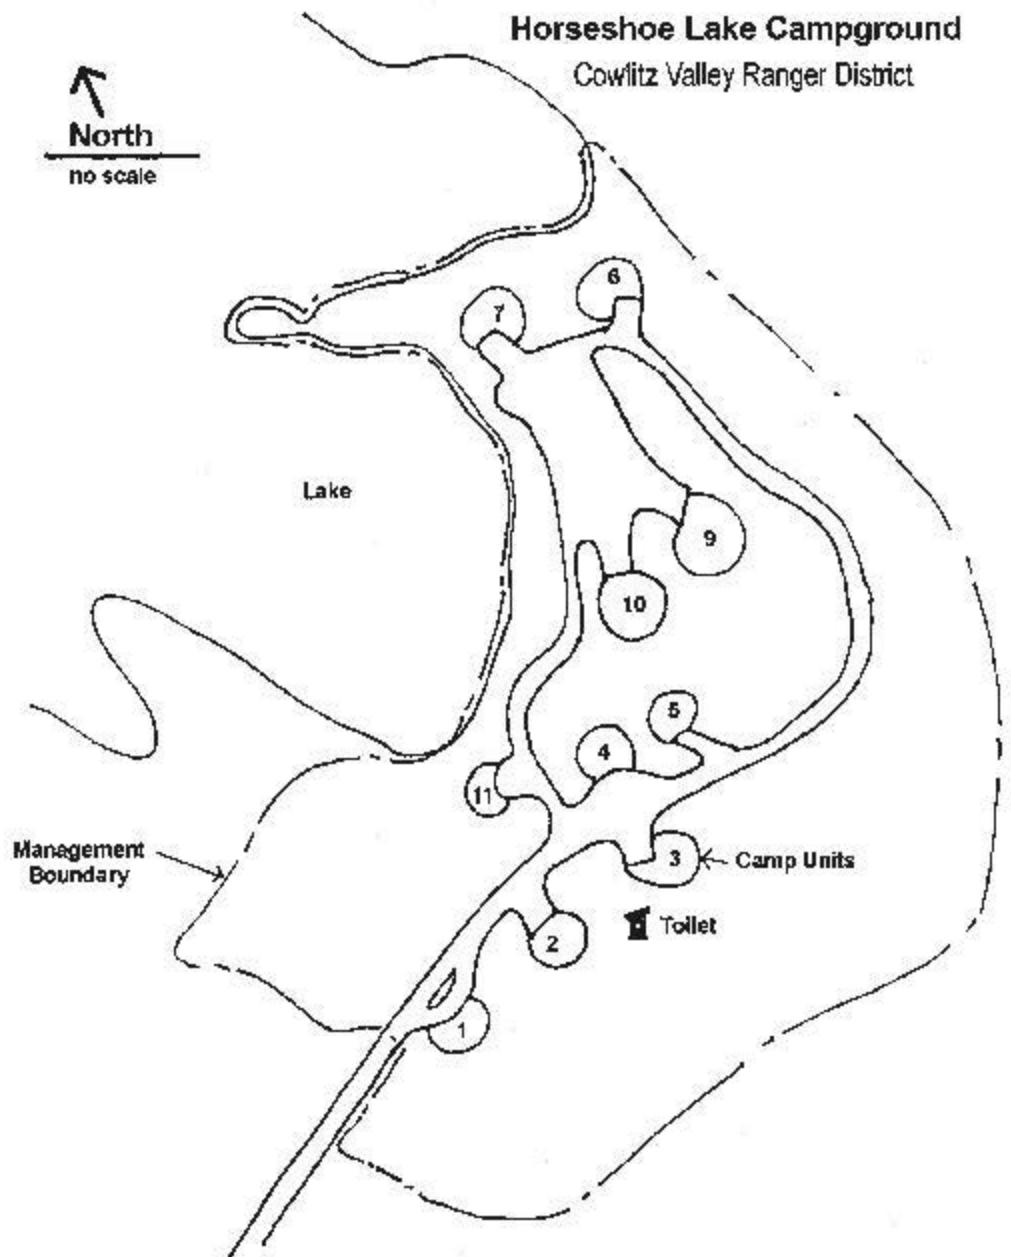 Horseshoe Lake Campground
Cowlitz Valley Ranger District
North
no scale
6
7
Lake
9
10
5
4
11
Management
Boundary
3
Camp Units
Toilet
2
1